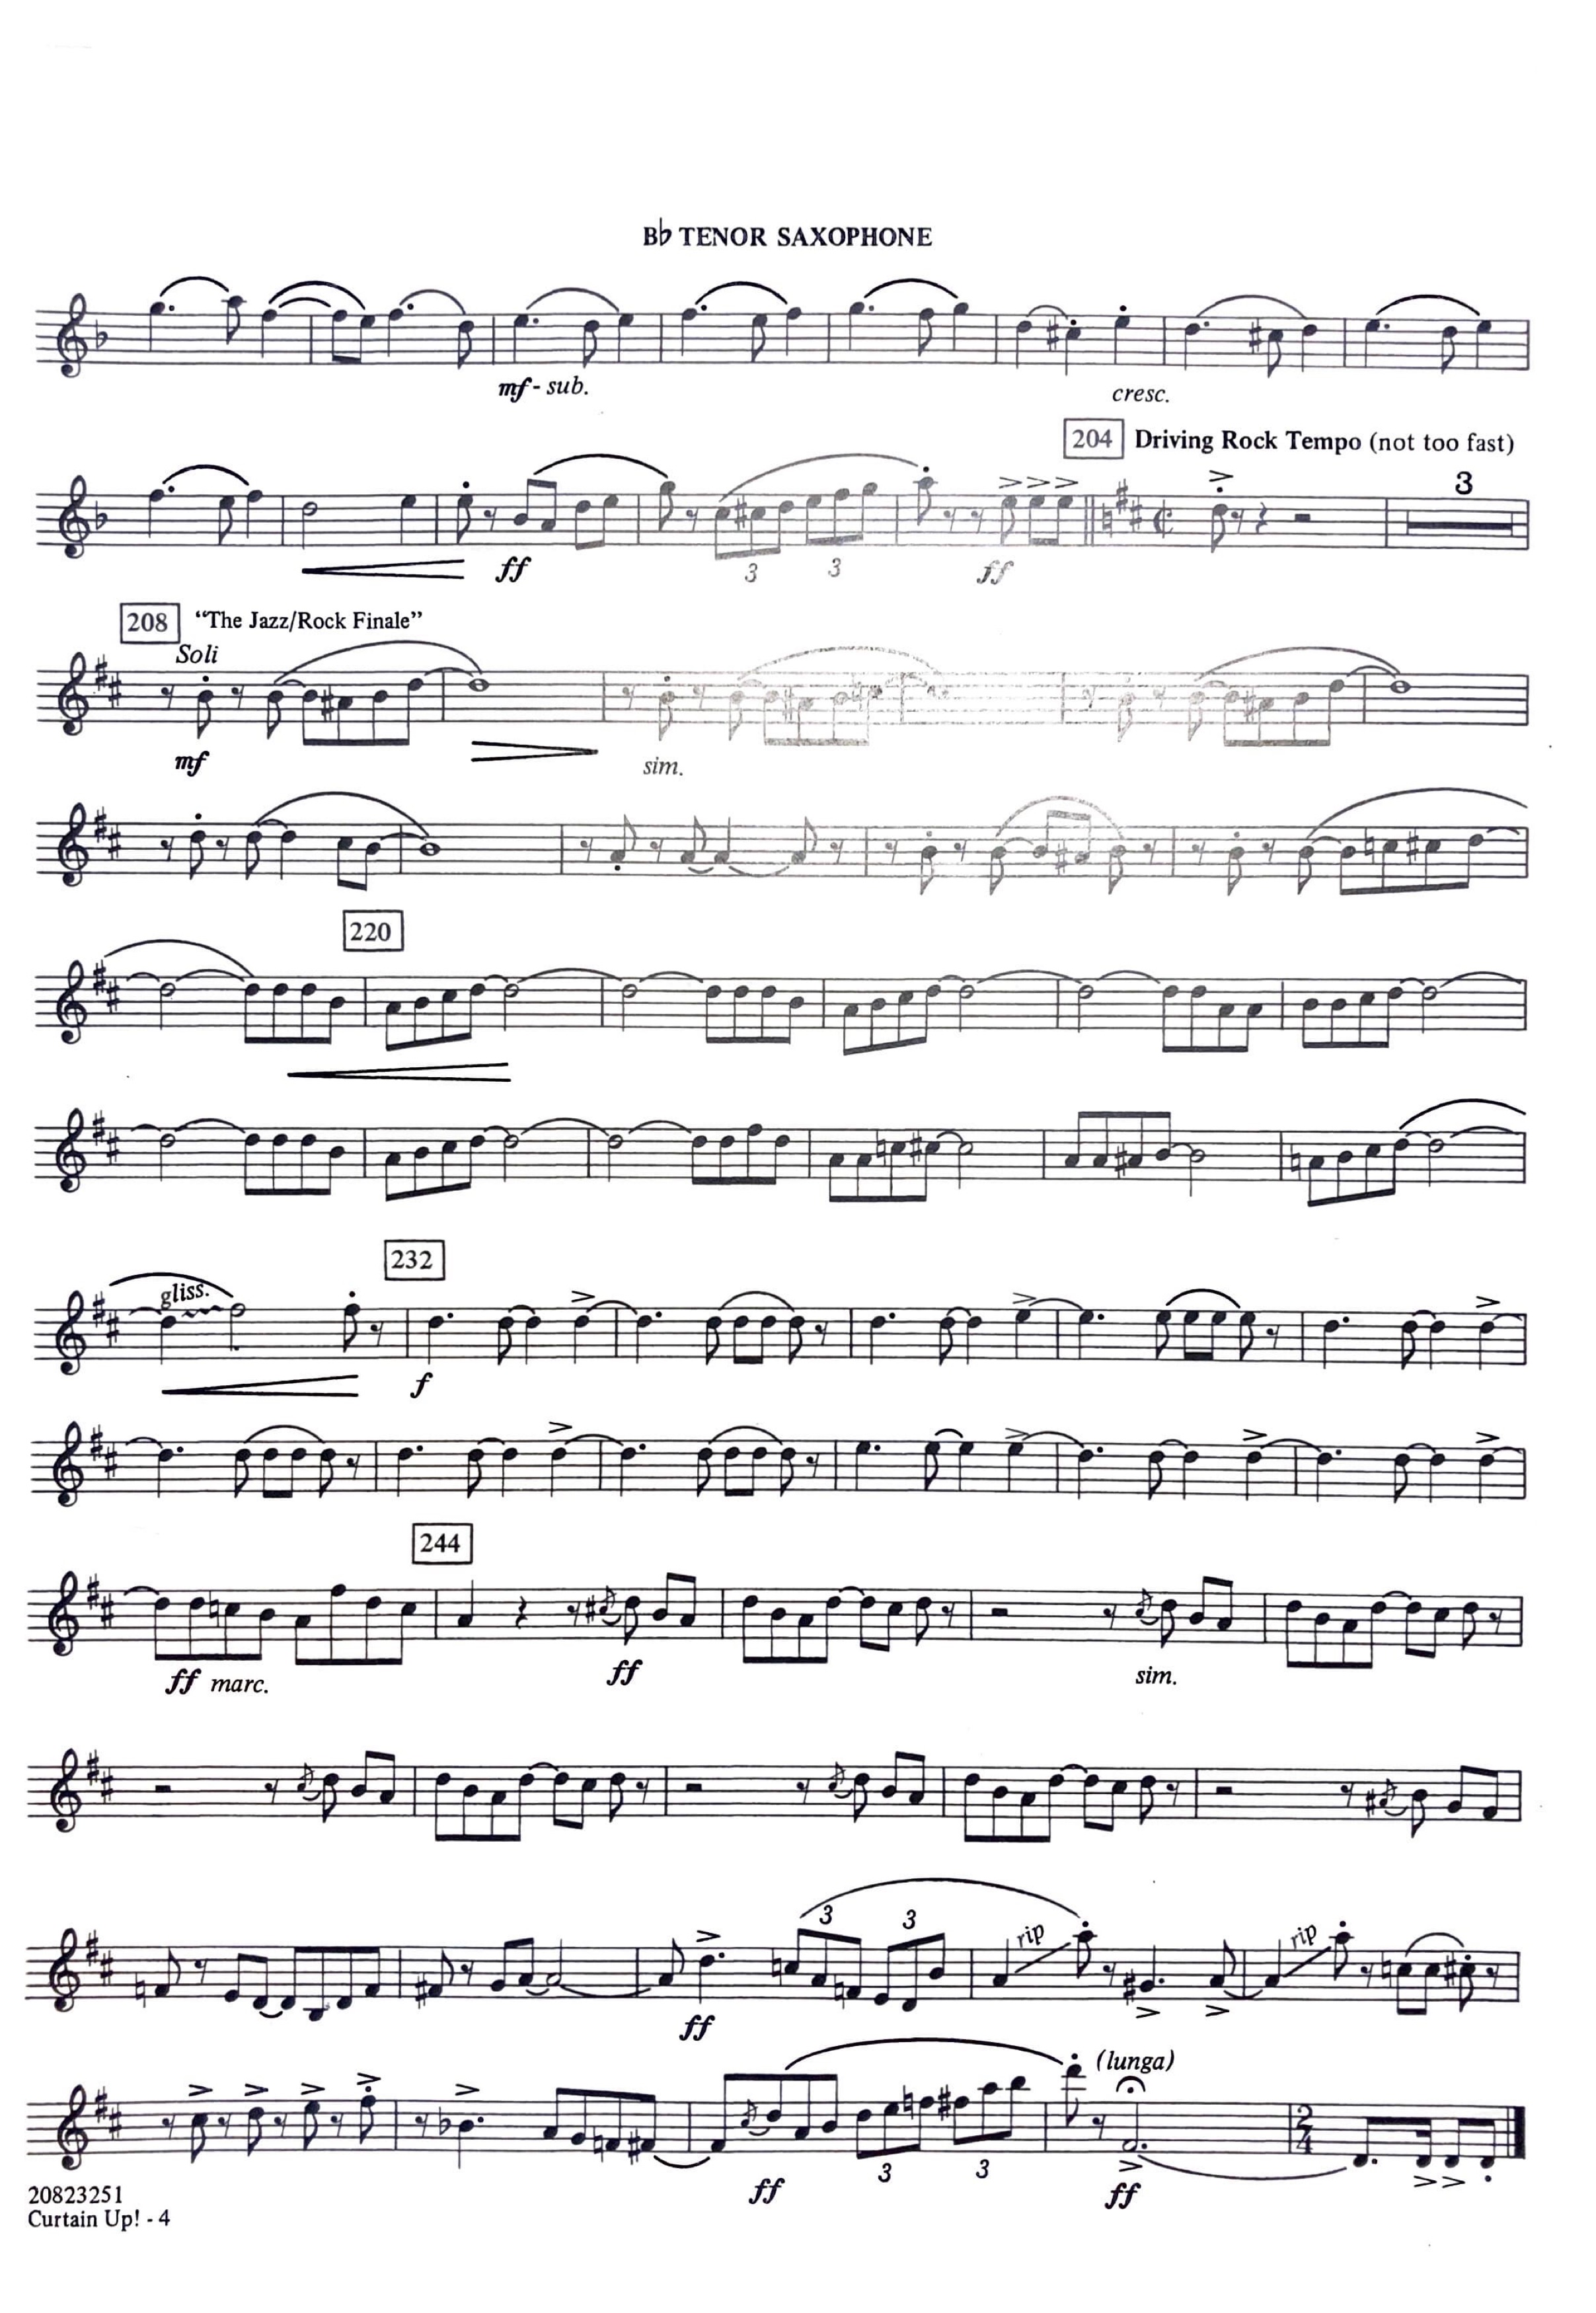 B♭ TENOR SAXOPHONE
mf - sub.
cresc.
204 Driving Rock Tempo (not too fast)
3
ff
3 3
ff
208 "The Jazz/Rock Finale"
Soli
mf
sim.
220
gliss.
232
f
244
ff marc.
ff
sim.
3 3
rip rip
ff
(lunga)
2
4
3 3
ff
ff
20823251
Curtain Up! - 4